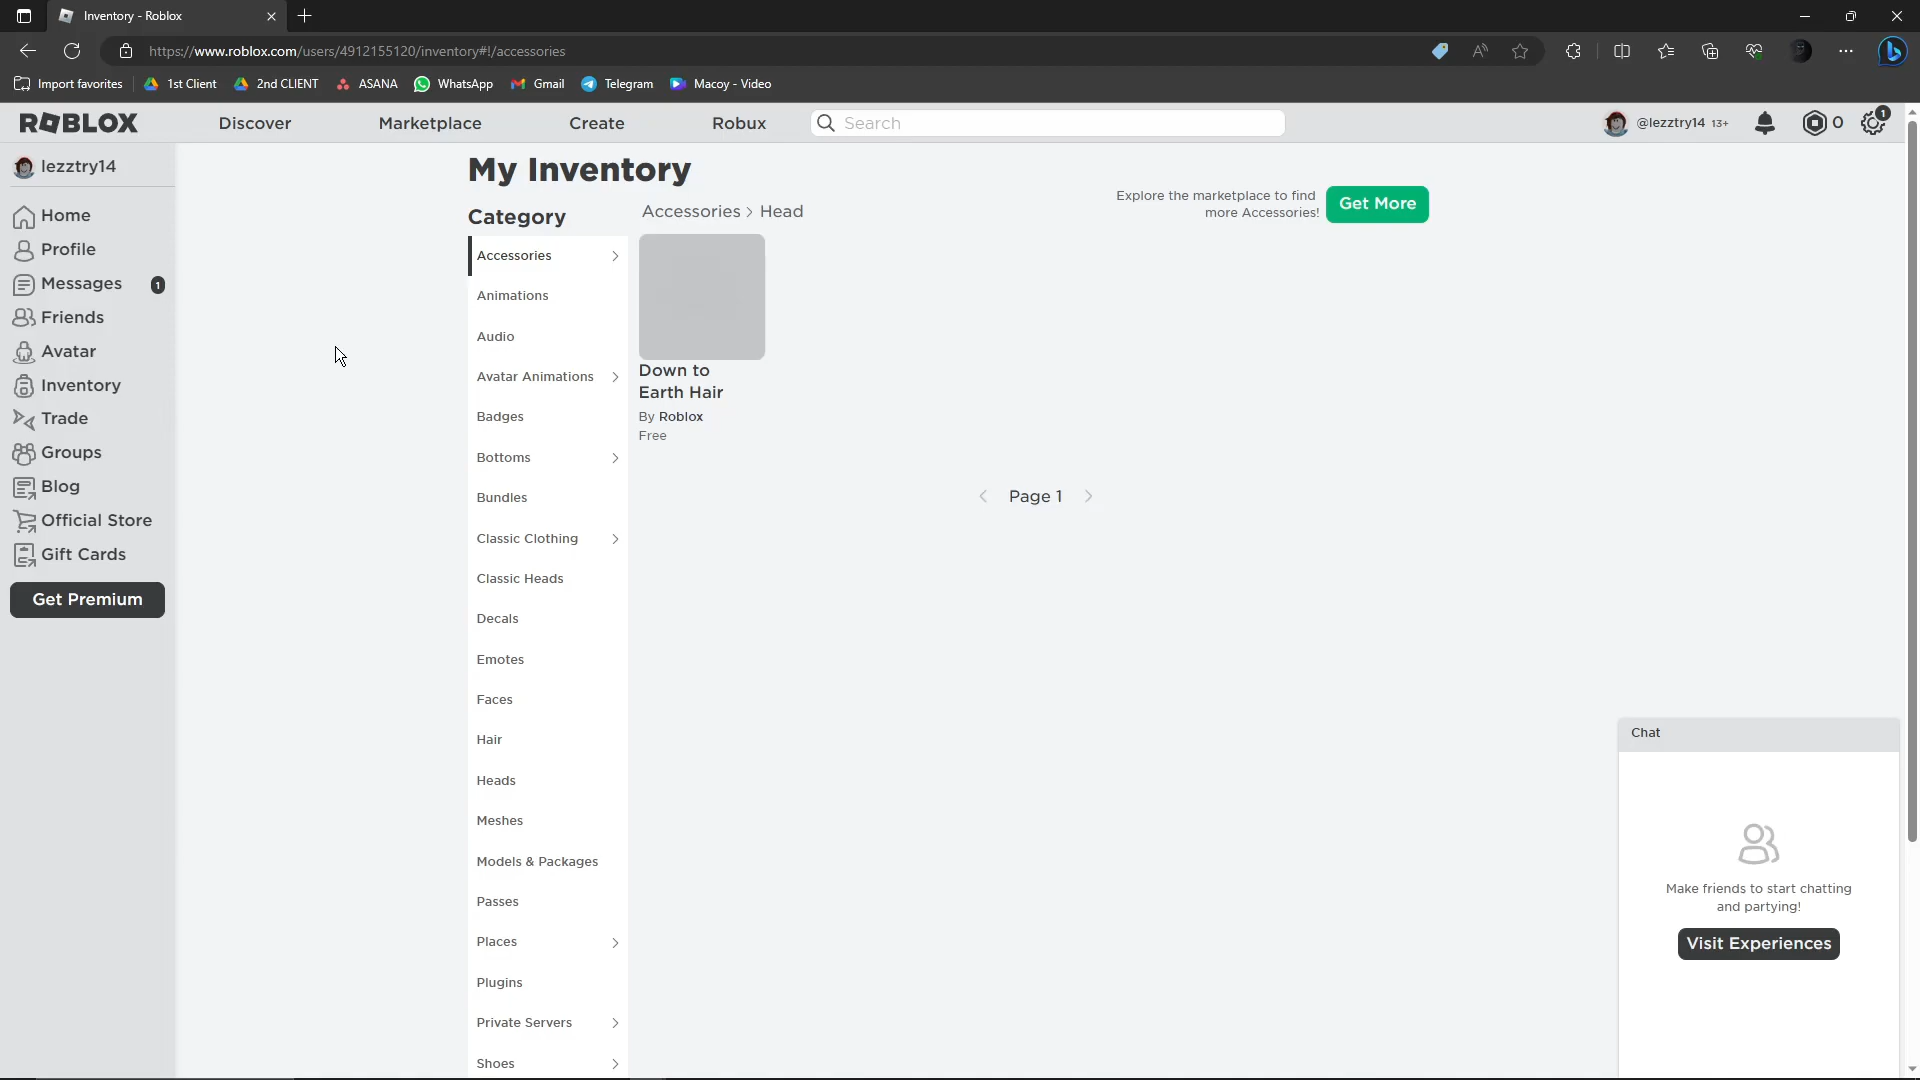 Inventory - Roblox
https://www.roblox.com/users/4912155120/inventory#!/accessories
Import favorites
1st Client
2nd CLIENT
ASANA
WhatsApp
Gmail
Telegram
Macoy - Video
ROBLOX
Discover
Marketplace
Create
Robux
Search
@lezztry14 13+
0
1
lezztry14
Home
Profile
Messages 1
Friends
Avatar
Inventory
Trade
Groups
Blog
Official Store
Gift Cards
Get Premium
My Inventory
Category
Accessories
Animations
Audio
Avatar Animations
Badges
Bottoms
Bundles
Classic Clothing
Classic Heads
Decals
Emotes
Faces
Hair
Heads
Meshes
Models & Packages
Passes
Places
Plugins
Private Servers
Shoes
Accessories > Head
Explore the marketplace to find
more Accessories!
Get More
Down to
Earth Hair
By Roblox
Free
Page 1
Chat
Make friends to start chatting
and partying!
Visit Experiences